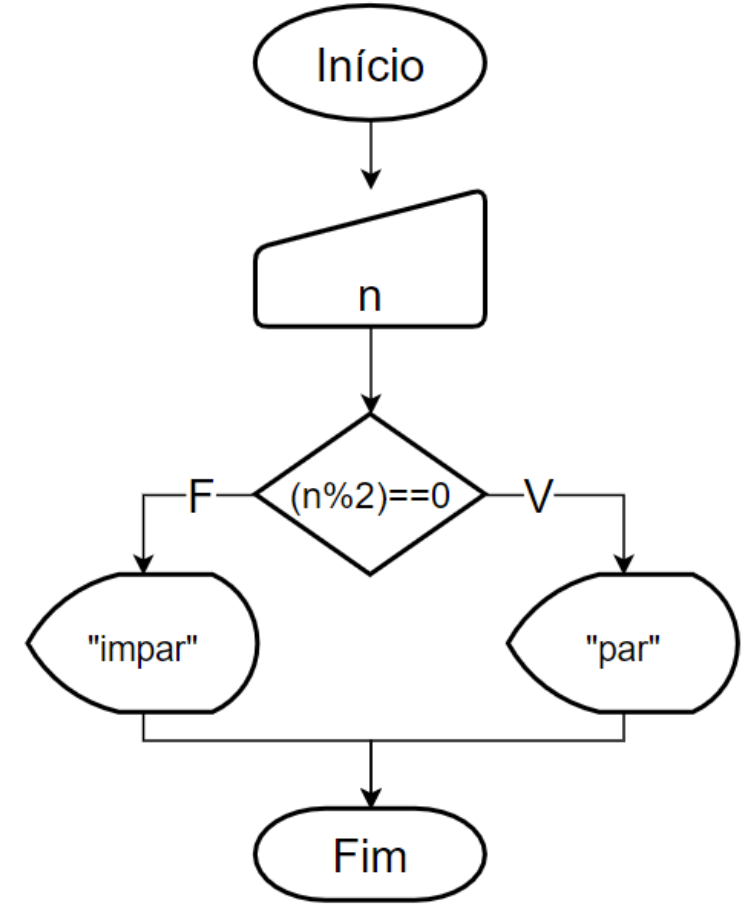 Início
n
(n%2)==0
F
V
"impar"
"par"
Fim